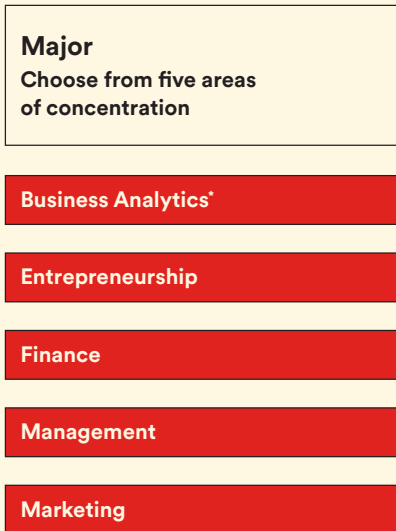 Major
Choose from five areas
of concentration
Business Analytics*
Entrepreneurship
Finance
Management
Marketing